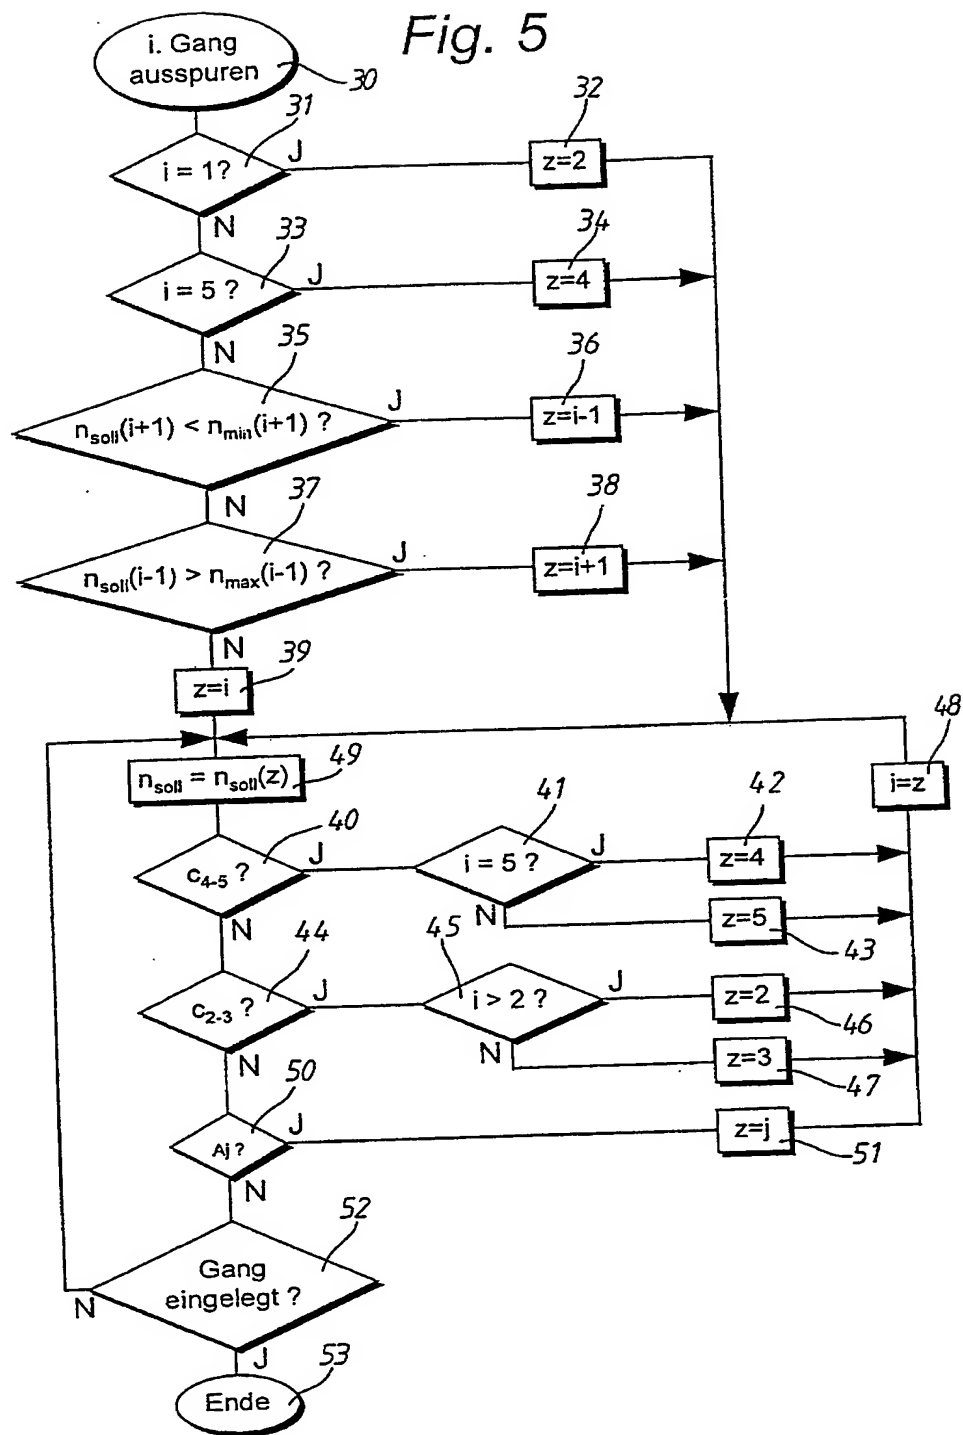 Fig. 5
i. Gang
ausspuren
30
31
32
i = 1?
J
z=2
N
33
34
i = 5 ?
J
z=4
N
35
36
n_soll(i+1) < n_min(i+1) ?
J
z=i-1
N
37
38
n_soll(i-1) > n_max(i-1) ?
J
z=i+1
N
39
z=i
48
i=z
n_soll = n_soll(z)
49
40
41
42
c_4-5 ?
J
i = 5 ?
J
z=4
N
N
z=5
43
44
45
c_2-3 ?
J
i > 2 ?
J
z=2
46
N
N
z=3
47
50
Aj ?
J
z=j
51
N
52
Gang
eingelegt ?
N
J
53
Ende